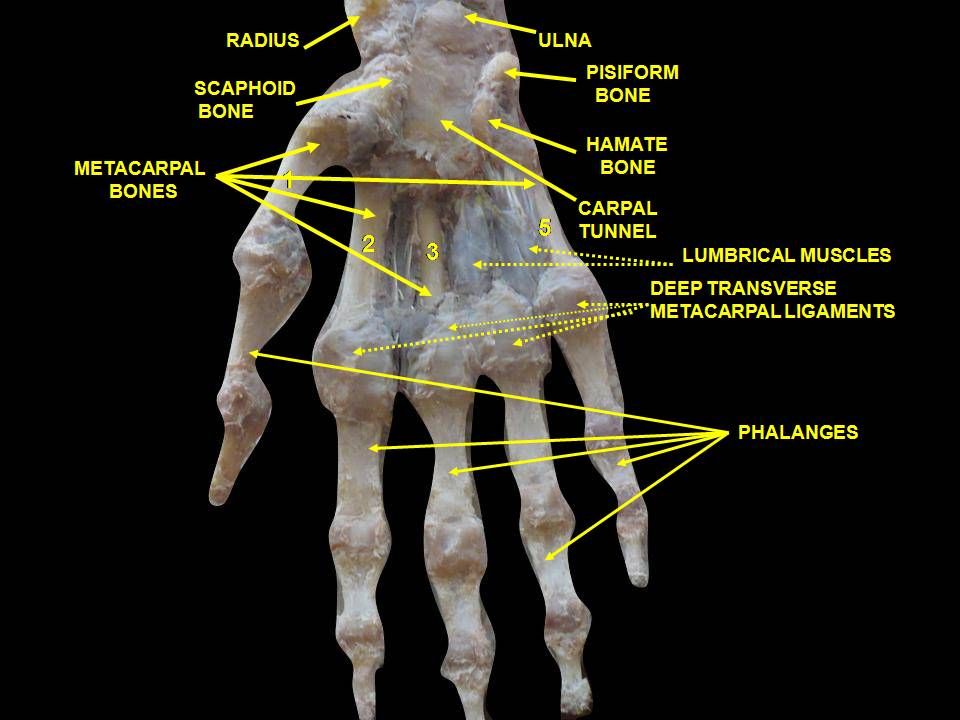 RADIUS
ULNA
PISIFORM
BONE
SCAPHOID
BONE
HAMATE
BONE
METACARPAL
BONES
1
CARPAL
TUNNEL
5
2
3
LUMBRICAL MUSCLES
DEEP TRANSVERSE
METACARPAL LIGAMENTS
PHALANGES